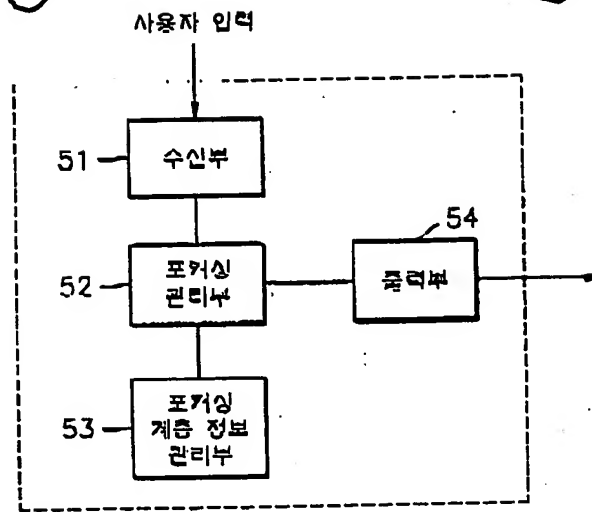 사용자 입력
51
수신부
54
52
포커싱
관리부
출력부
53
포커싱
계층 정보
관리부